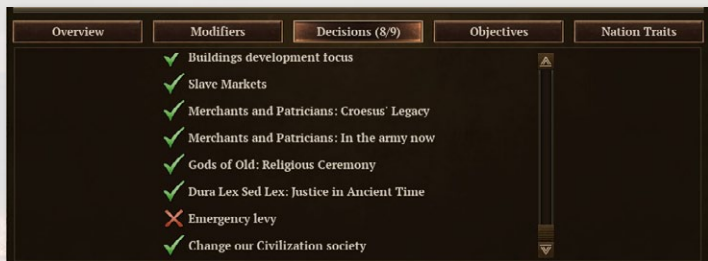 Overview Modifiers Decisions (8/9) Objectives Nation Traits
Buildings development focus
Slave Markets
Merchants and Patricians: Croesus' Legacy
Merchants and Patricians: In the army now
Gods of Old: Religious Ceremony
Dura Lex Sed Lex: Justice in Ancient Time
Emergency levy
Change our Civilization society